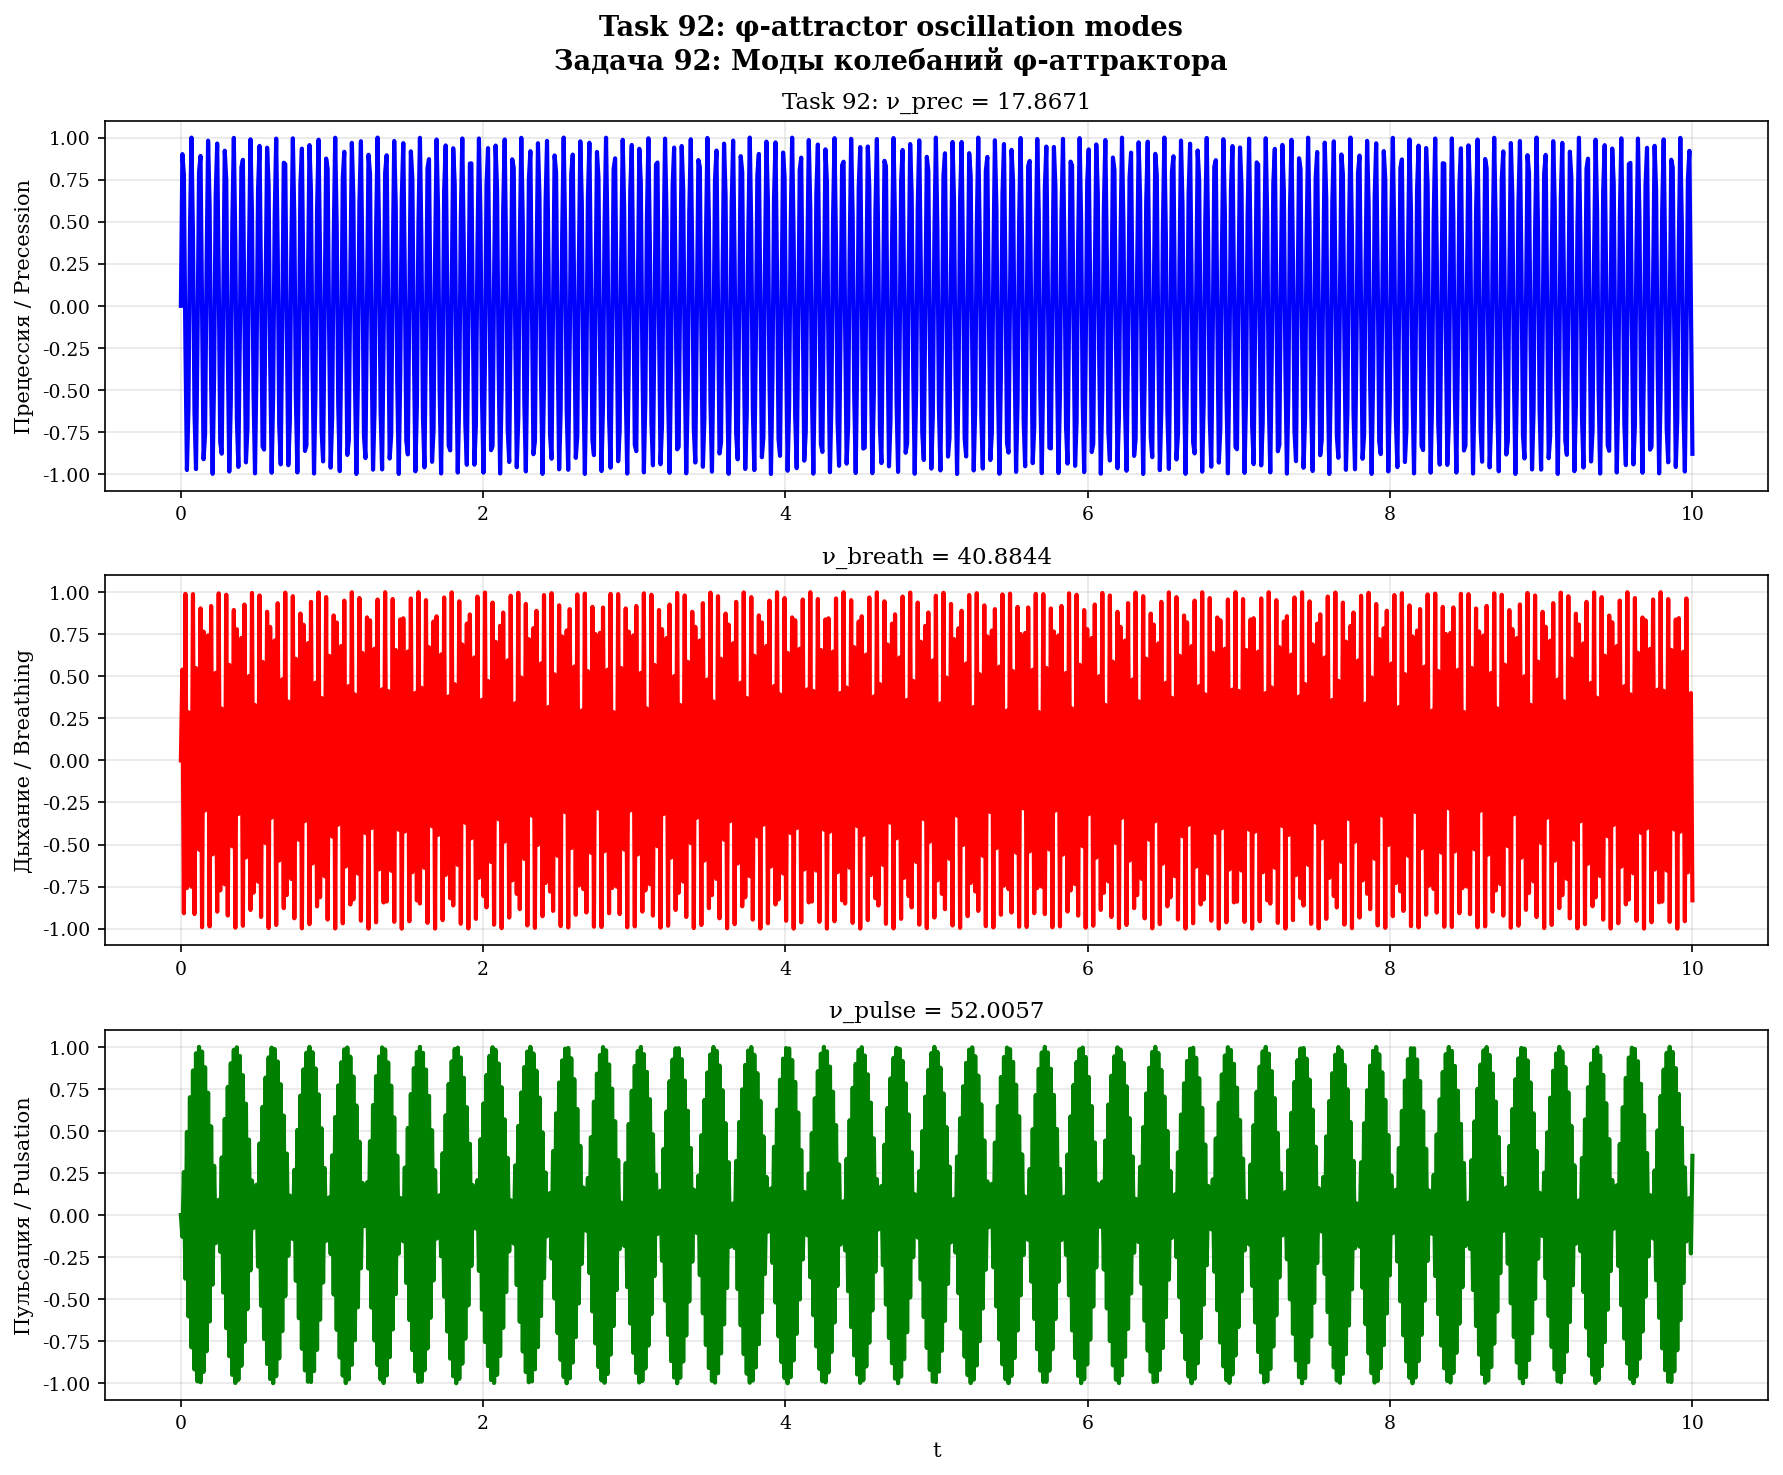 Task 92: φ-attractor oscillation modes
Задача 92: Моды колебаний φ-аттрактора
Task 92: ν_prec = 17.8671
Прецессия / Precession
1.00
0.75
0.50
0.25
0.00
-0.25
-0.50
-0.75
-1.00
0 2 4 6 8 10
ν_breath = 40.8844
Дыхание / Breathing
1.00
0.75
0.50
0.25
0.00
-0.25
-0.50
-0.75
-1.00
0 2 4 6 8 10
ν_pulse = 52.0057
Пульсация / Pulsation
1.00
0.75
0.50
0.25
0.00
-0.25
-0.50
-0.75
-1.00
0 2 4 6 8 10
t